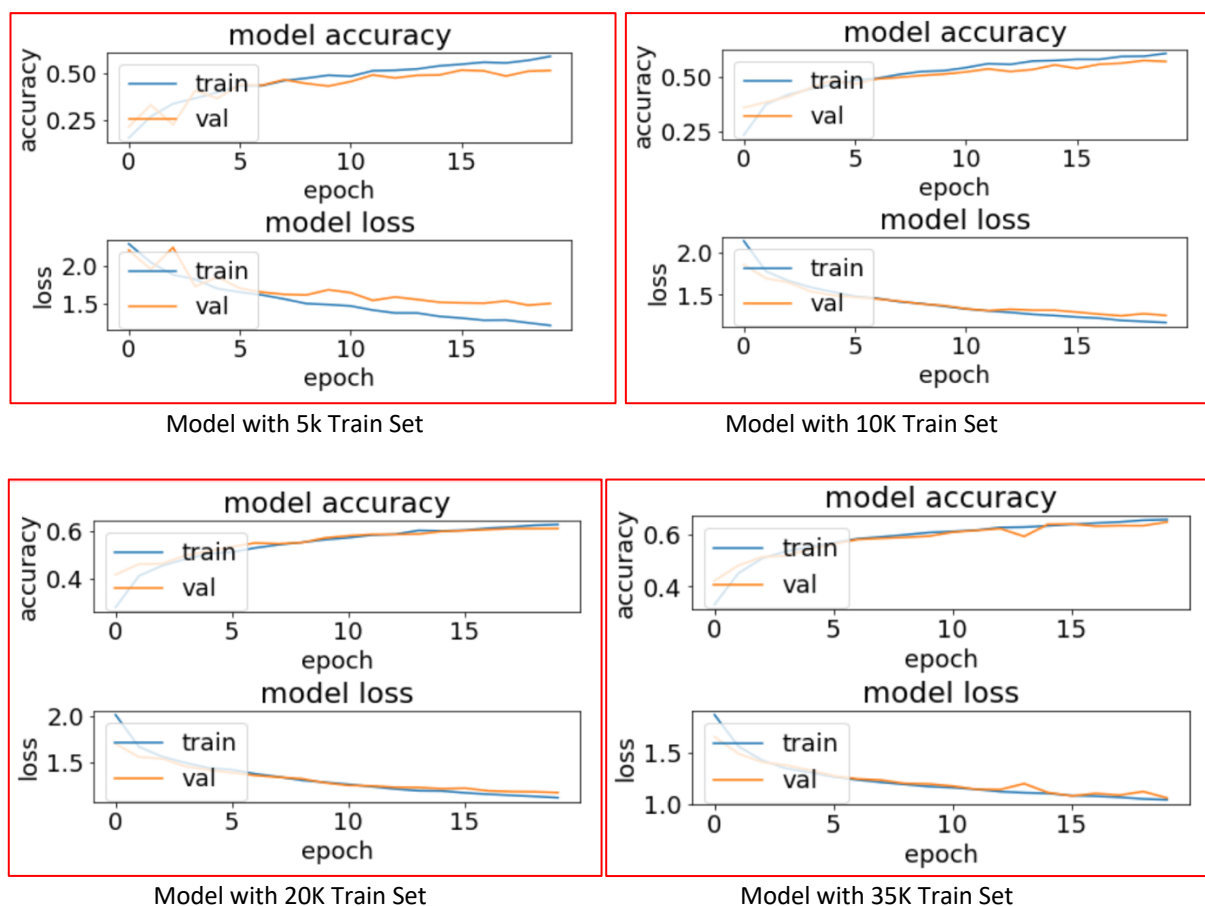 model accuracy
accuracy
0.50
0.25
train
val
0 5 10 15
epoch
model loss
loss
2.0
1.5
train
val
0 5 10 15
epoch
Model with 5k Train Set
model accuracy
accuracy
0.50
0.25
train
val
0 5 10 15
epoch
model loss
loss
2.0
1.5
train
val
0 5 10 15
epoch
Model with 10K Train Set
model accuracy
accuracy
0.6
0.4
train
val
0 5 10 15
epoch
model loss
loss
2.0
1.5
train
val
0 5 10 15
epoch
Model with 20K Train Set
model accuracy
accuracy
0.6
0.4
train
val
0 5 10 15
epoch
model loss
loss
1.5
1.0
train
val
0 5 10 15
epoch
Model with 35K Train Set